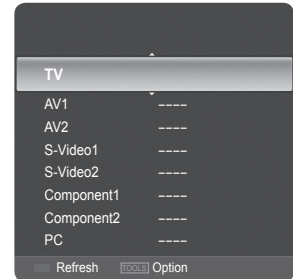 TV
AV1 ----
AV2 ----
S-Video1 ----
S-Video2 ----
Component1 ----
Component2 ----
PC ----
Refresh TOOLS Option